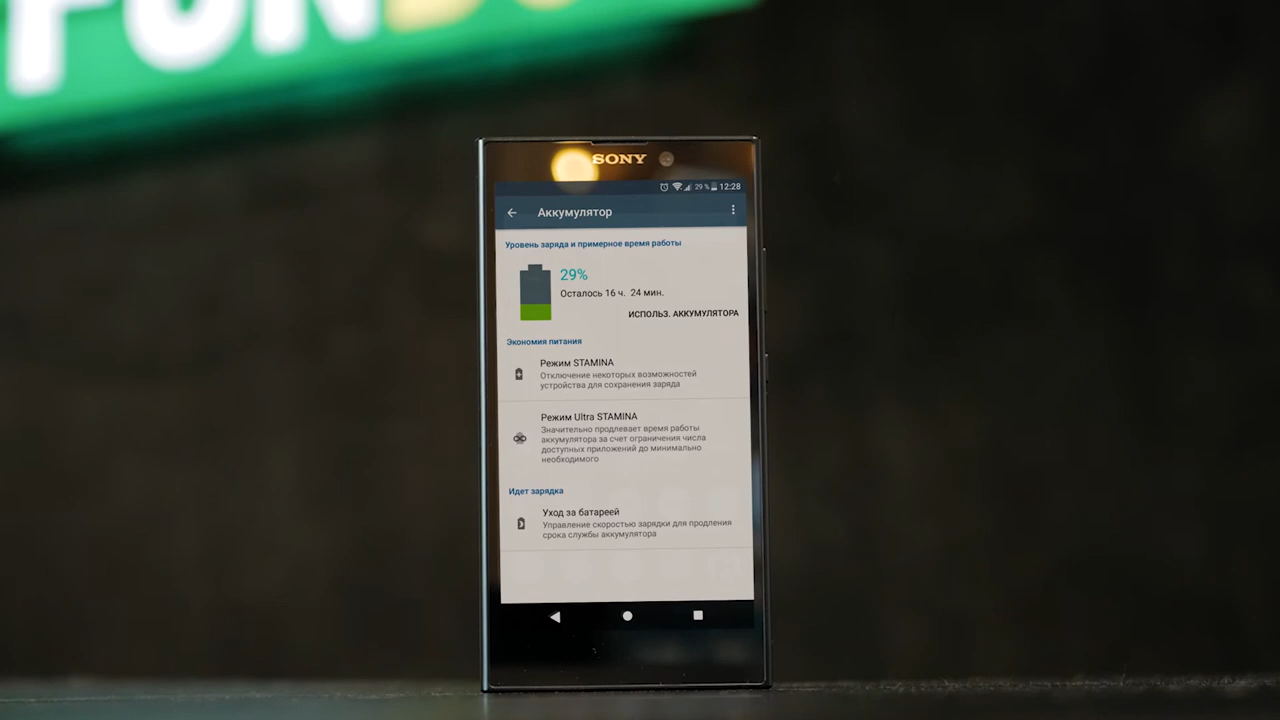 SONY
29 % 12:28
Аккумулятор
Уровень заряда и примерное время работы
29%
Осталось 16 ч. 24 мин.
ИСПОЛЬЗ. АККУМУЛЯТОРА
Экономия питания
Режим STAMINA
Отключение некоторых возможностей
устройства для сохранения заряда
Режим Ultra STAMINA
Значительно продлевает время работы
аккумулятора за счет ограничения числа
доступных приложений до минимально
необходимого
Идет зарядка
Уход за батареей
Управление скоростью зарядки для продления
срока службы аккумулятора